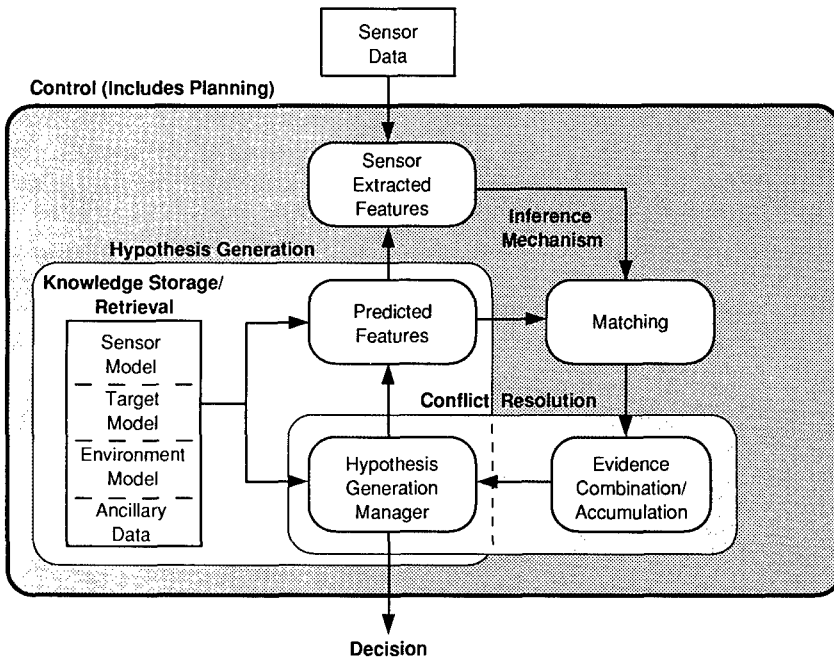 Sensor
Data
Control (Includes Planning)
Sensor
Extracted
Features
Inference
Mechanism
Hypothesis Generation
Knowledge Storage/
Retrieval
Sensor
Model
Target
Model
Environment
Model
Ancillary
Data
Predicted
Features
Matching
Conflict Resolution
Hypothesis
Generation
Manager
Evidence
Combination/
Accumulation
Decision